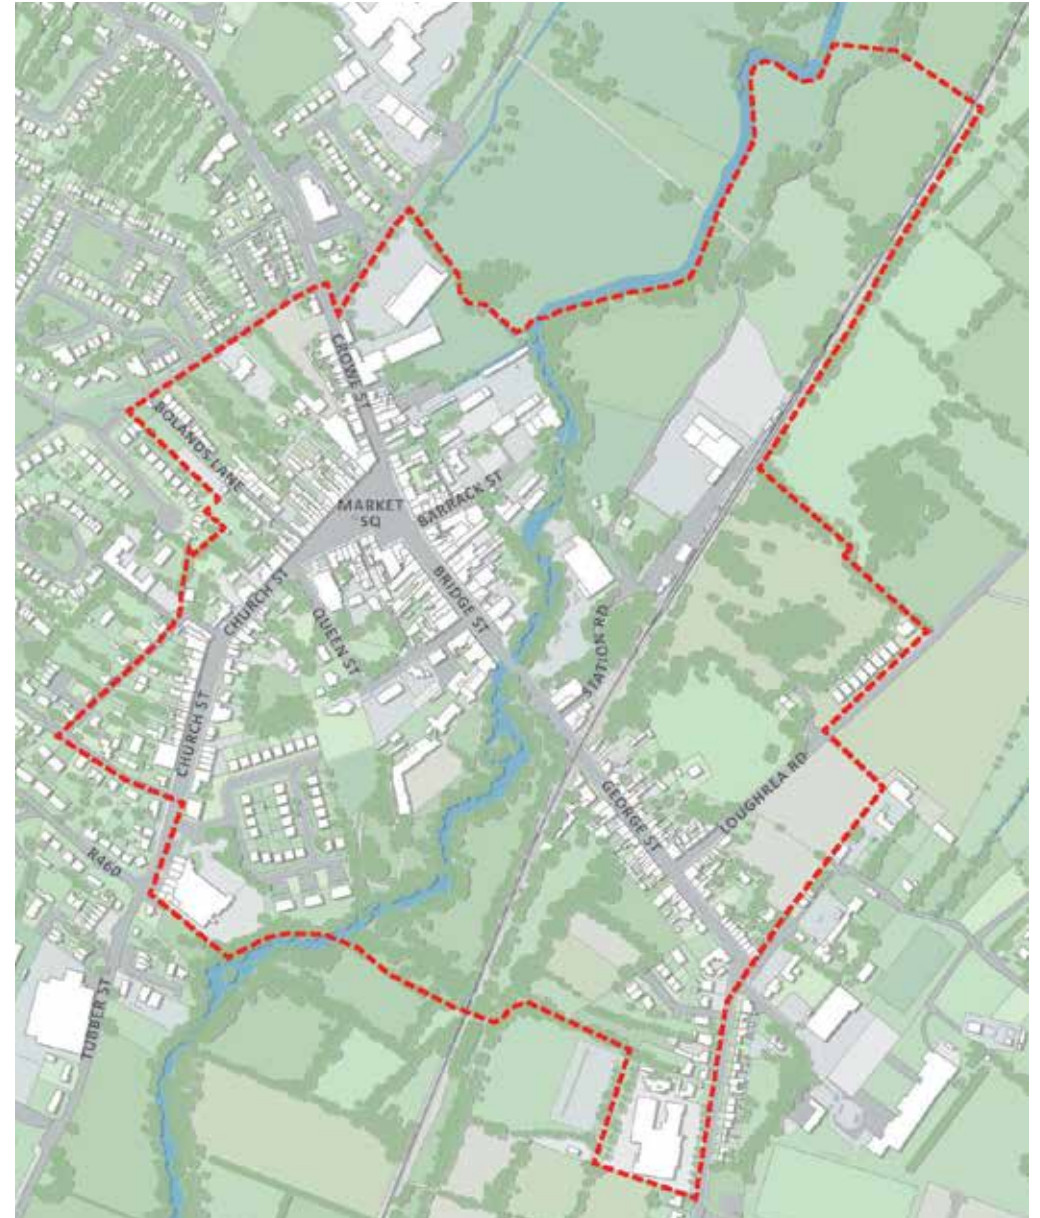 CROWE ST
BOLANDS LANE
MARKET
SQ
BARRACK ST
BRIDGE ST
CHURCH ST
QUEEN ST
STATION RD
CHURCH ST
LOUGHREA RD
GEORGE ST
R460
TUBBER ST